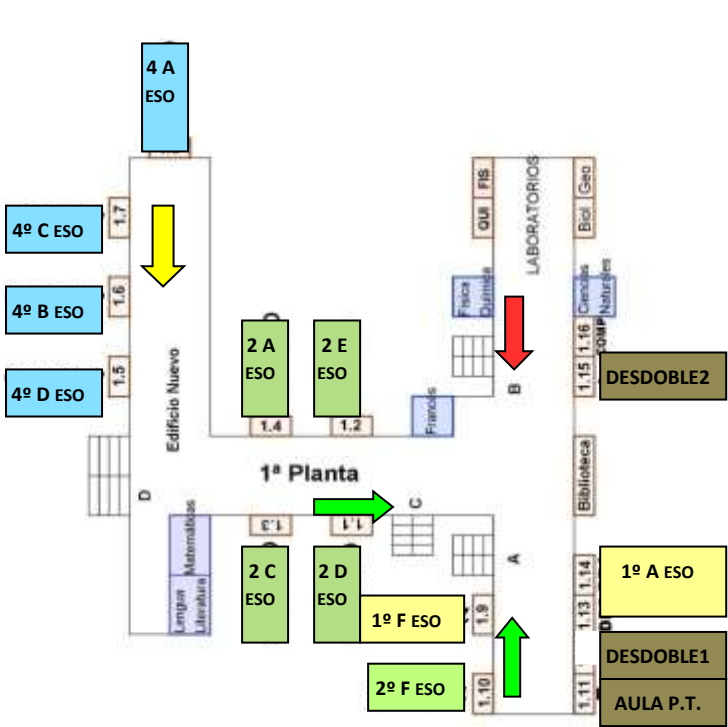 4 A
ESO
4º C ESO
1.7
4º B ESO
1.6
4º D ESO
1.5
Edificio Nuevo
D
2 A
ESO
2 E
ESO
1.4
1.2
Francés
1ª Planta
C
1.3
1.1
Matemáticas
Lengua
Literatura
2 C
ESO
2 D
ESO
1º F ESO
1.9
2º F ESO
1.10
QUI
FIS
LABORATORIOS
Biol
Geo
Física
Química
Ciencias
Naturales
B
1.15
1.16
DESDOBLE2
Biblioteca
A
1.13
1.14
1º A ESO
DESDOBLE1
1.11
AULA P.T.